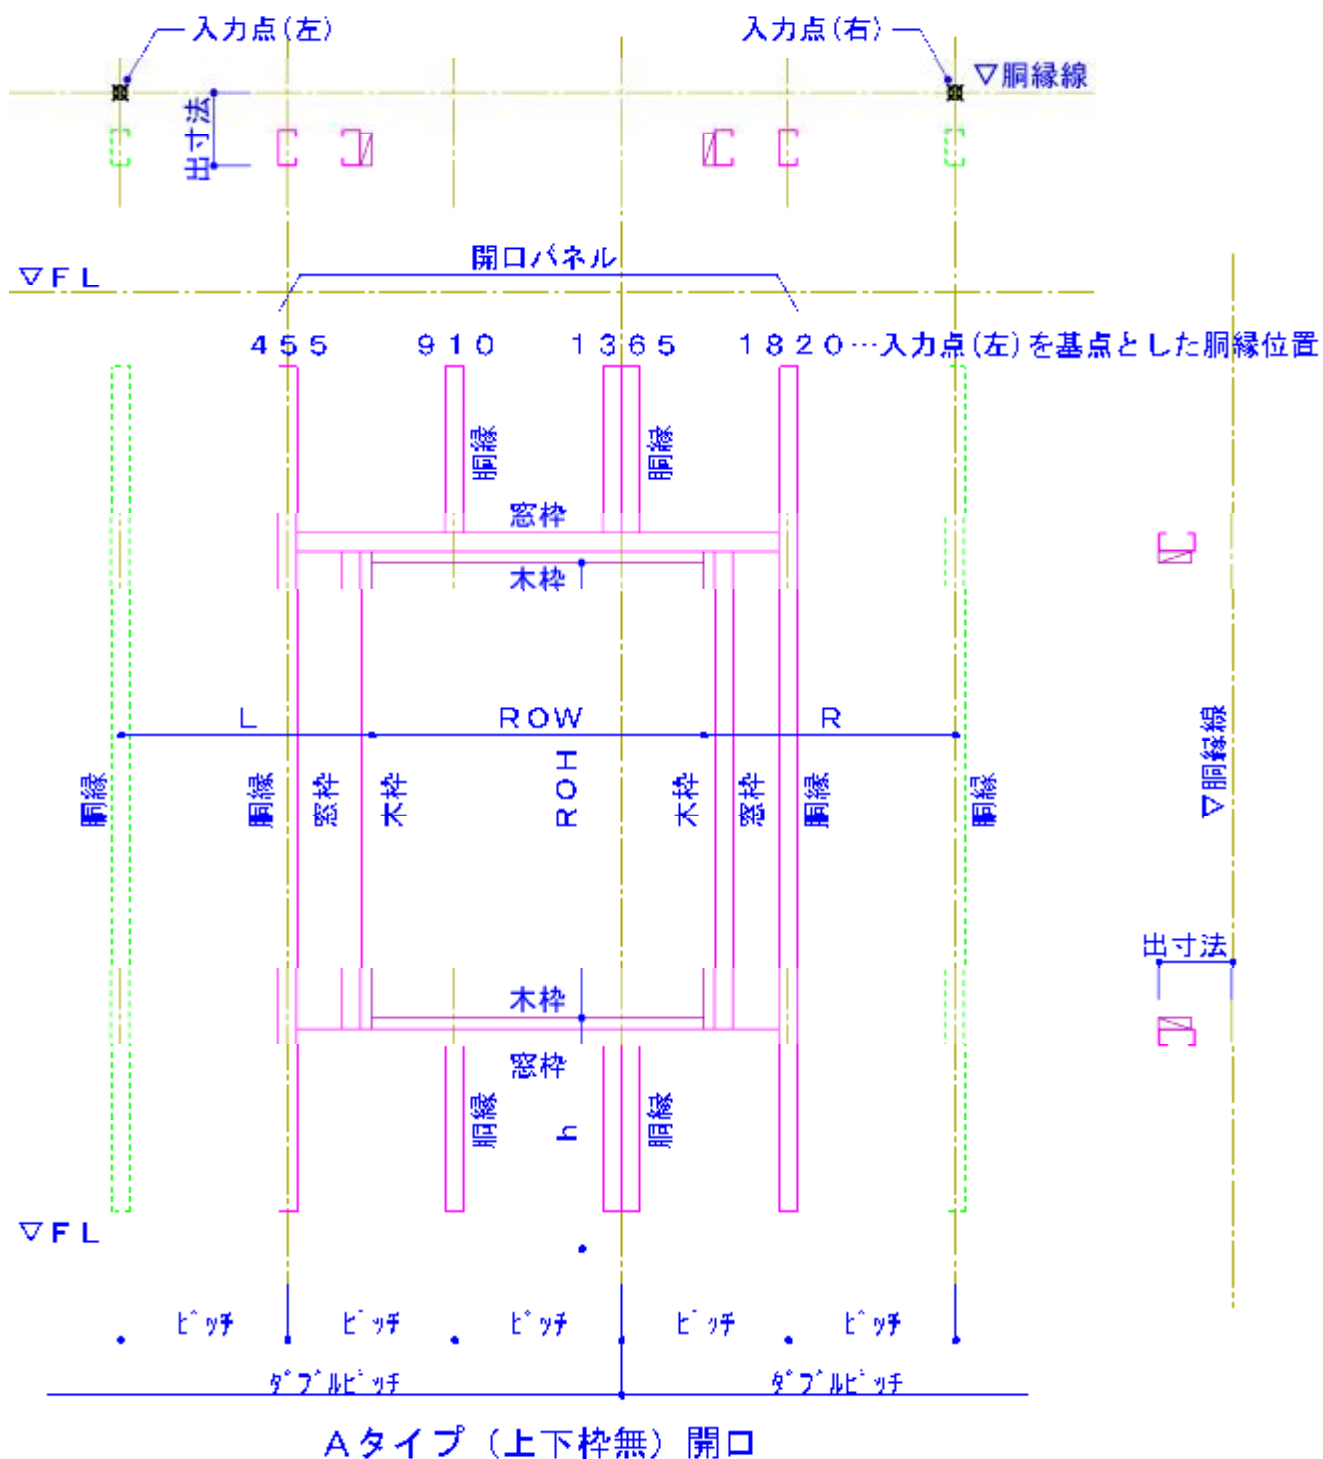 入力点(左)
入力点(右)
▽胴縁線
出寸法
開口パネル
▽FL
455 910 1365 1820…入力点(左)を基点とした胴縁位置
胴縁
胴縁
窓枠
木枠
L
ROW
R
ROH
胴縁
胴縁
窓枠
木枠
木枠
窓枠
胴縁
胴縁
▽胴縁線
出寸法
木枠
窓枠
胴縁
h
胴縁
▽FL
ピッチ ピッチ ピッチ ピッチ ピッチ
ダブルピッチ ダブルピッチ
Aタイプ(上下枠無)開口